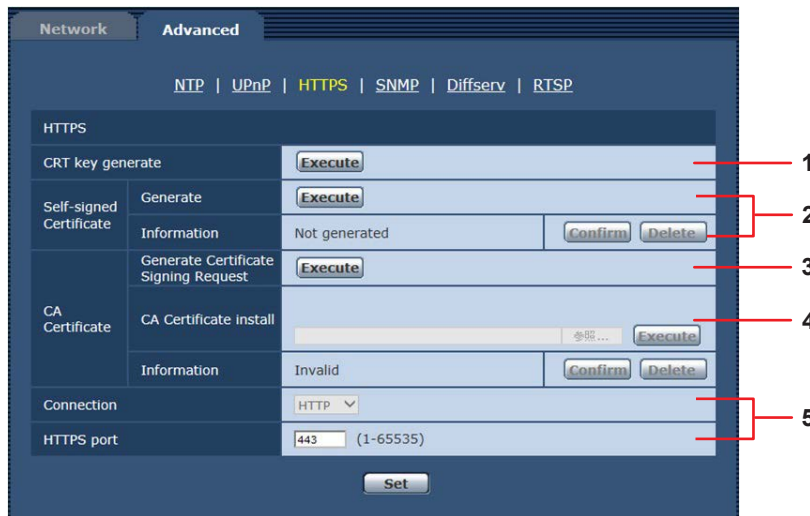 Network Advanced
NTP | UPnP | HTTPS | SNMP | Diffserv | RTSP
HTTPS
CRT key generate Execute 1
Self-signed Certificate
Generate Execute
2
Information Not generated Confirm Delete
CA Certificate
Generate Certificate Signing Request Execute 3
CA Certificate install 参照... Execute 4
Information Invalid Confirm Delete
Connection HTTP
5
HTTPS port 443 (1-65535)
Set